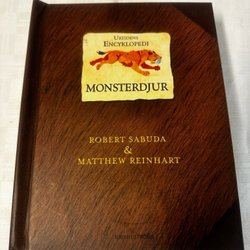 URTIDENS
ENCYKLOPEDI
MONSTERDJUR
ROBERT SABUDA
&
MATTHEW REINHART